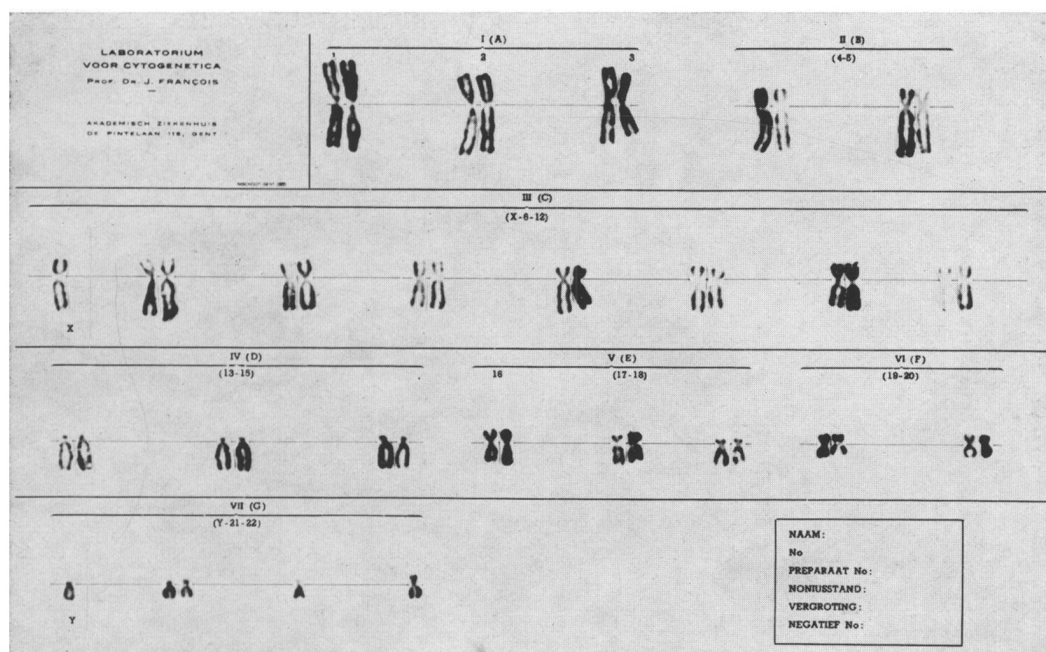 LABORATORIUM
VOOR CYTOGENETICA
PROF. DR. J. FRANÇOIS
AKADEMISCH ZIEKENHUIS
DE PINTELAAN 115, GENT
I (A)
1 2 3
II (B)
(4-5)
III (C)
(X-6-12)
X
IV (D)
(13-15)
V (E)
16 (17-18)
VI (F)
(19-20)
VII (G)
(Y-21-22)
Y
NAAM:
No
PREPARAAT No:
NONIUSSTAND:
VERGROTING:
NEGATIEF No: